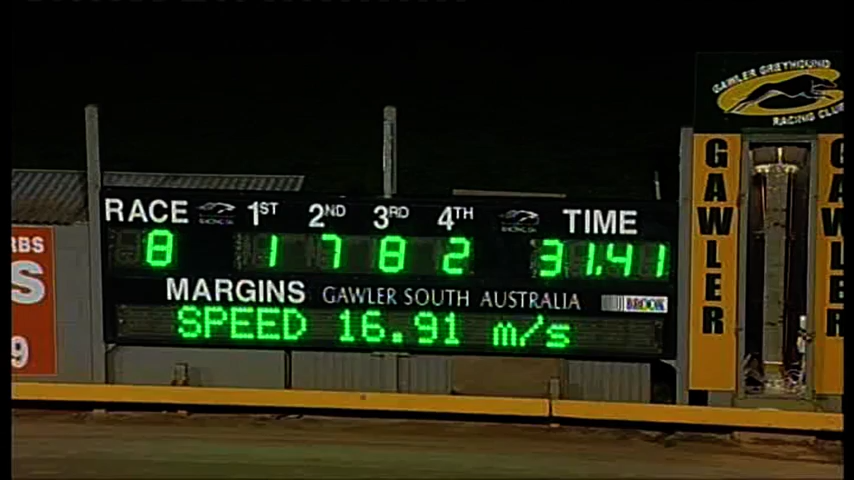 GAWLER GREYHOUND
RACING CLUB
GAWLER
GAWLER
RACE 1ST 2ND 3RD 4TH TIME
8 1 7 8 2 31.41
MARGINS GAWLER SOUTH AUSTRALIA BROOK
SPEED 16.91 m/s
RBS
S
9